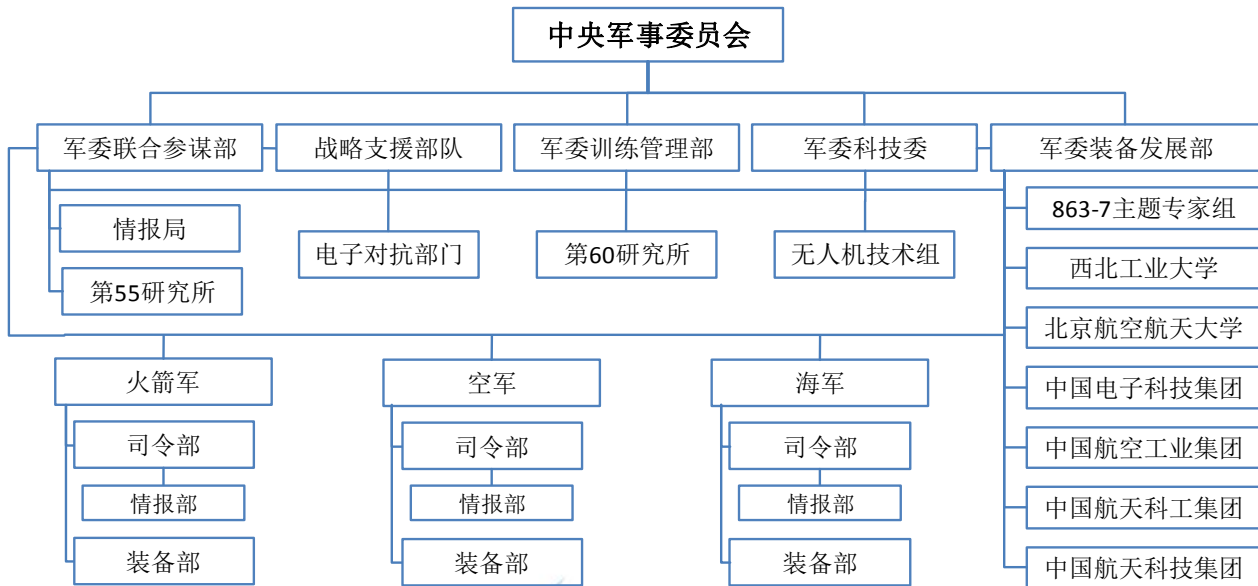 中央军事委员会
军委联合参谋部
战略支援部队
军委训练管理部
军委科技委
军委装备发展部
情报局
第55研究所
电子对抗部门
第60研究所
无人机技术组
863-7主题专家组
西北工业大学
北京航空航天大学
中国电子科技集团
中国航空工业集团
中国航天科工集团
中国航天科技集团
火箭军
司令部
情报部
装备部
空军
司令部
情报部
装备部
海军
司令部
情报部
装备部